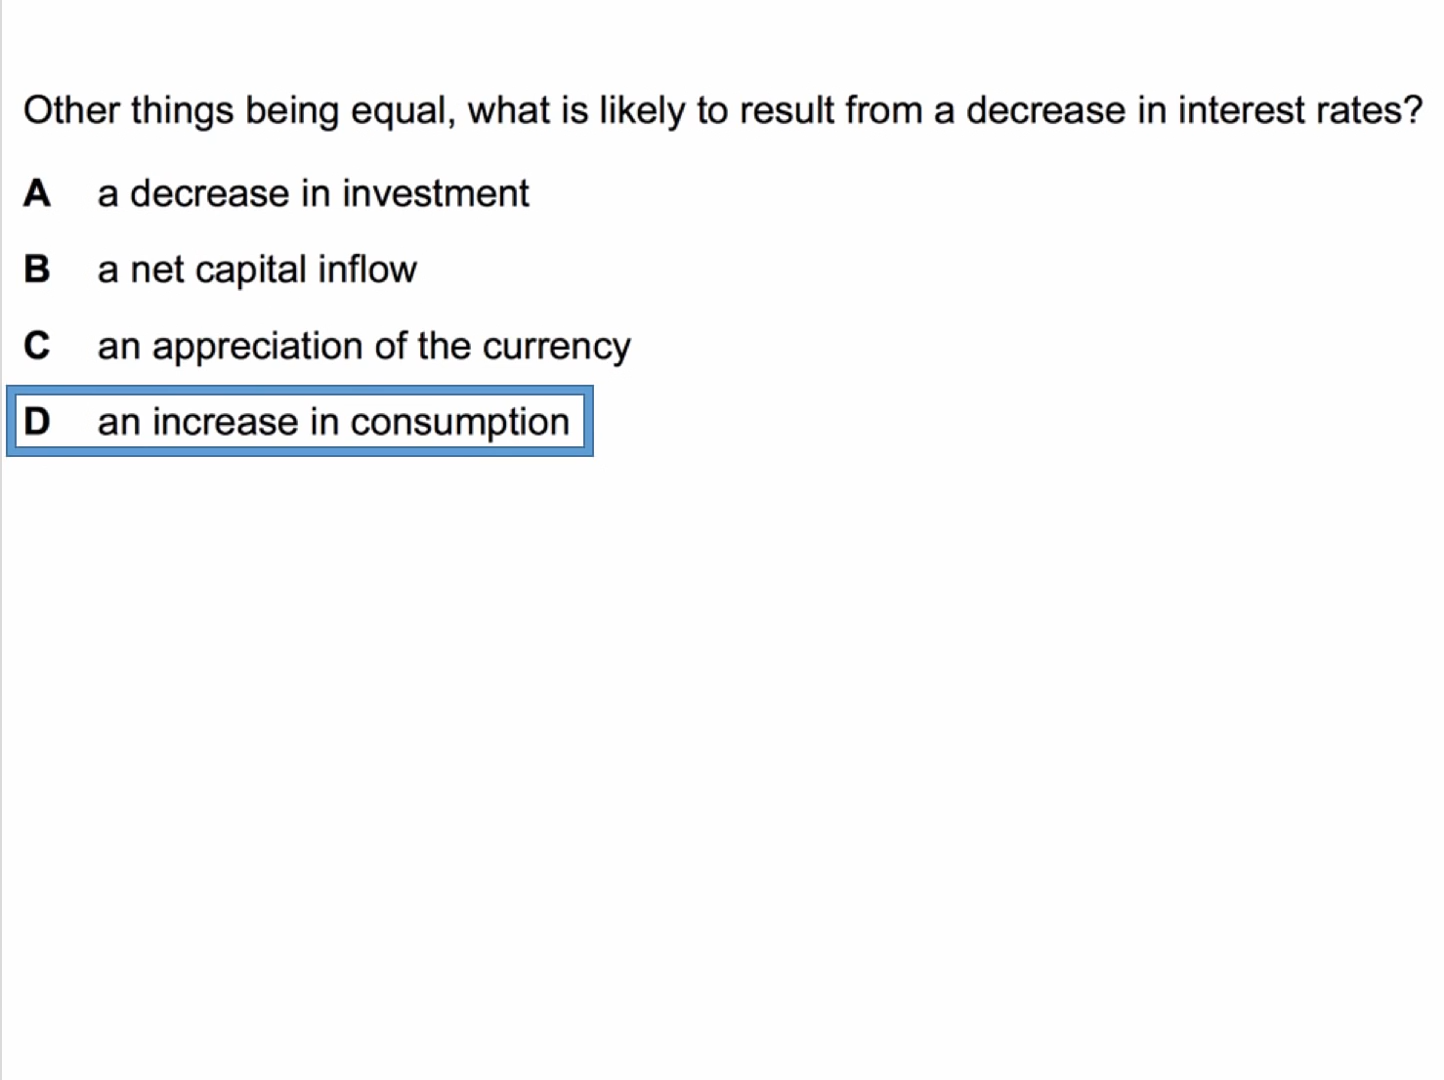 Other things being equal, what is likely to result from a decrease in interest rates?
A a decrease in investment
B a net capital inflow
C an appreciation of the currency
D an increase in consumption